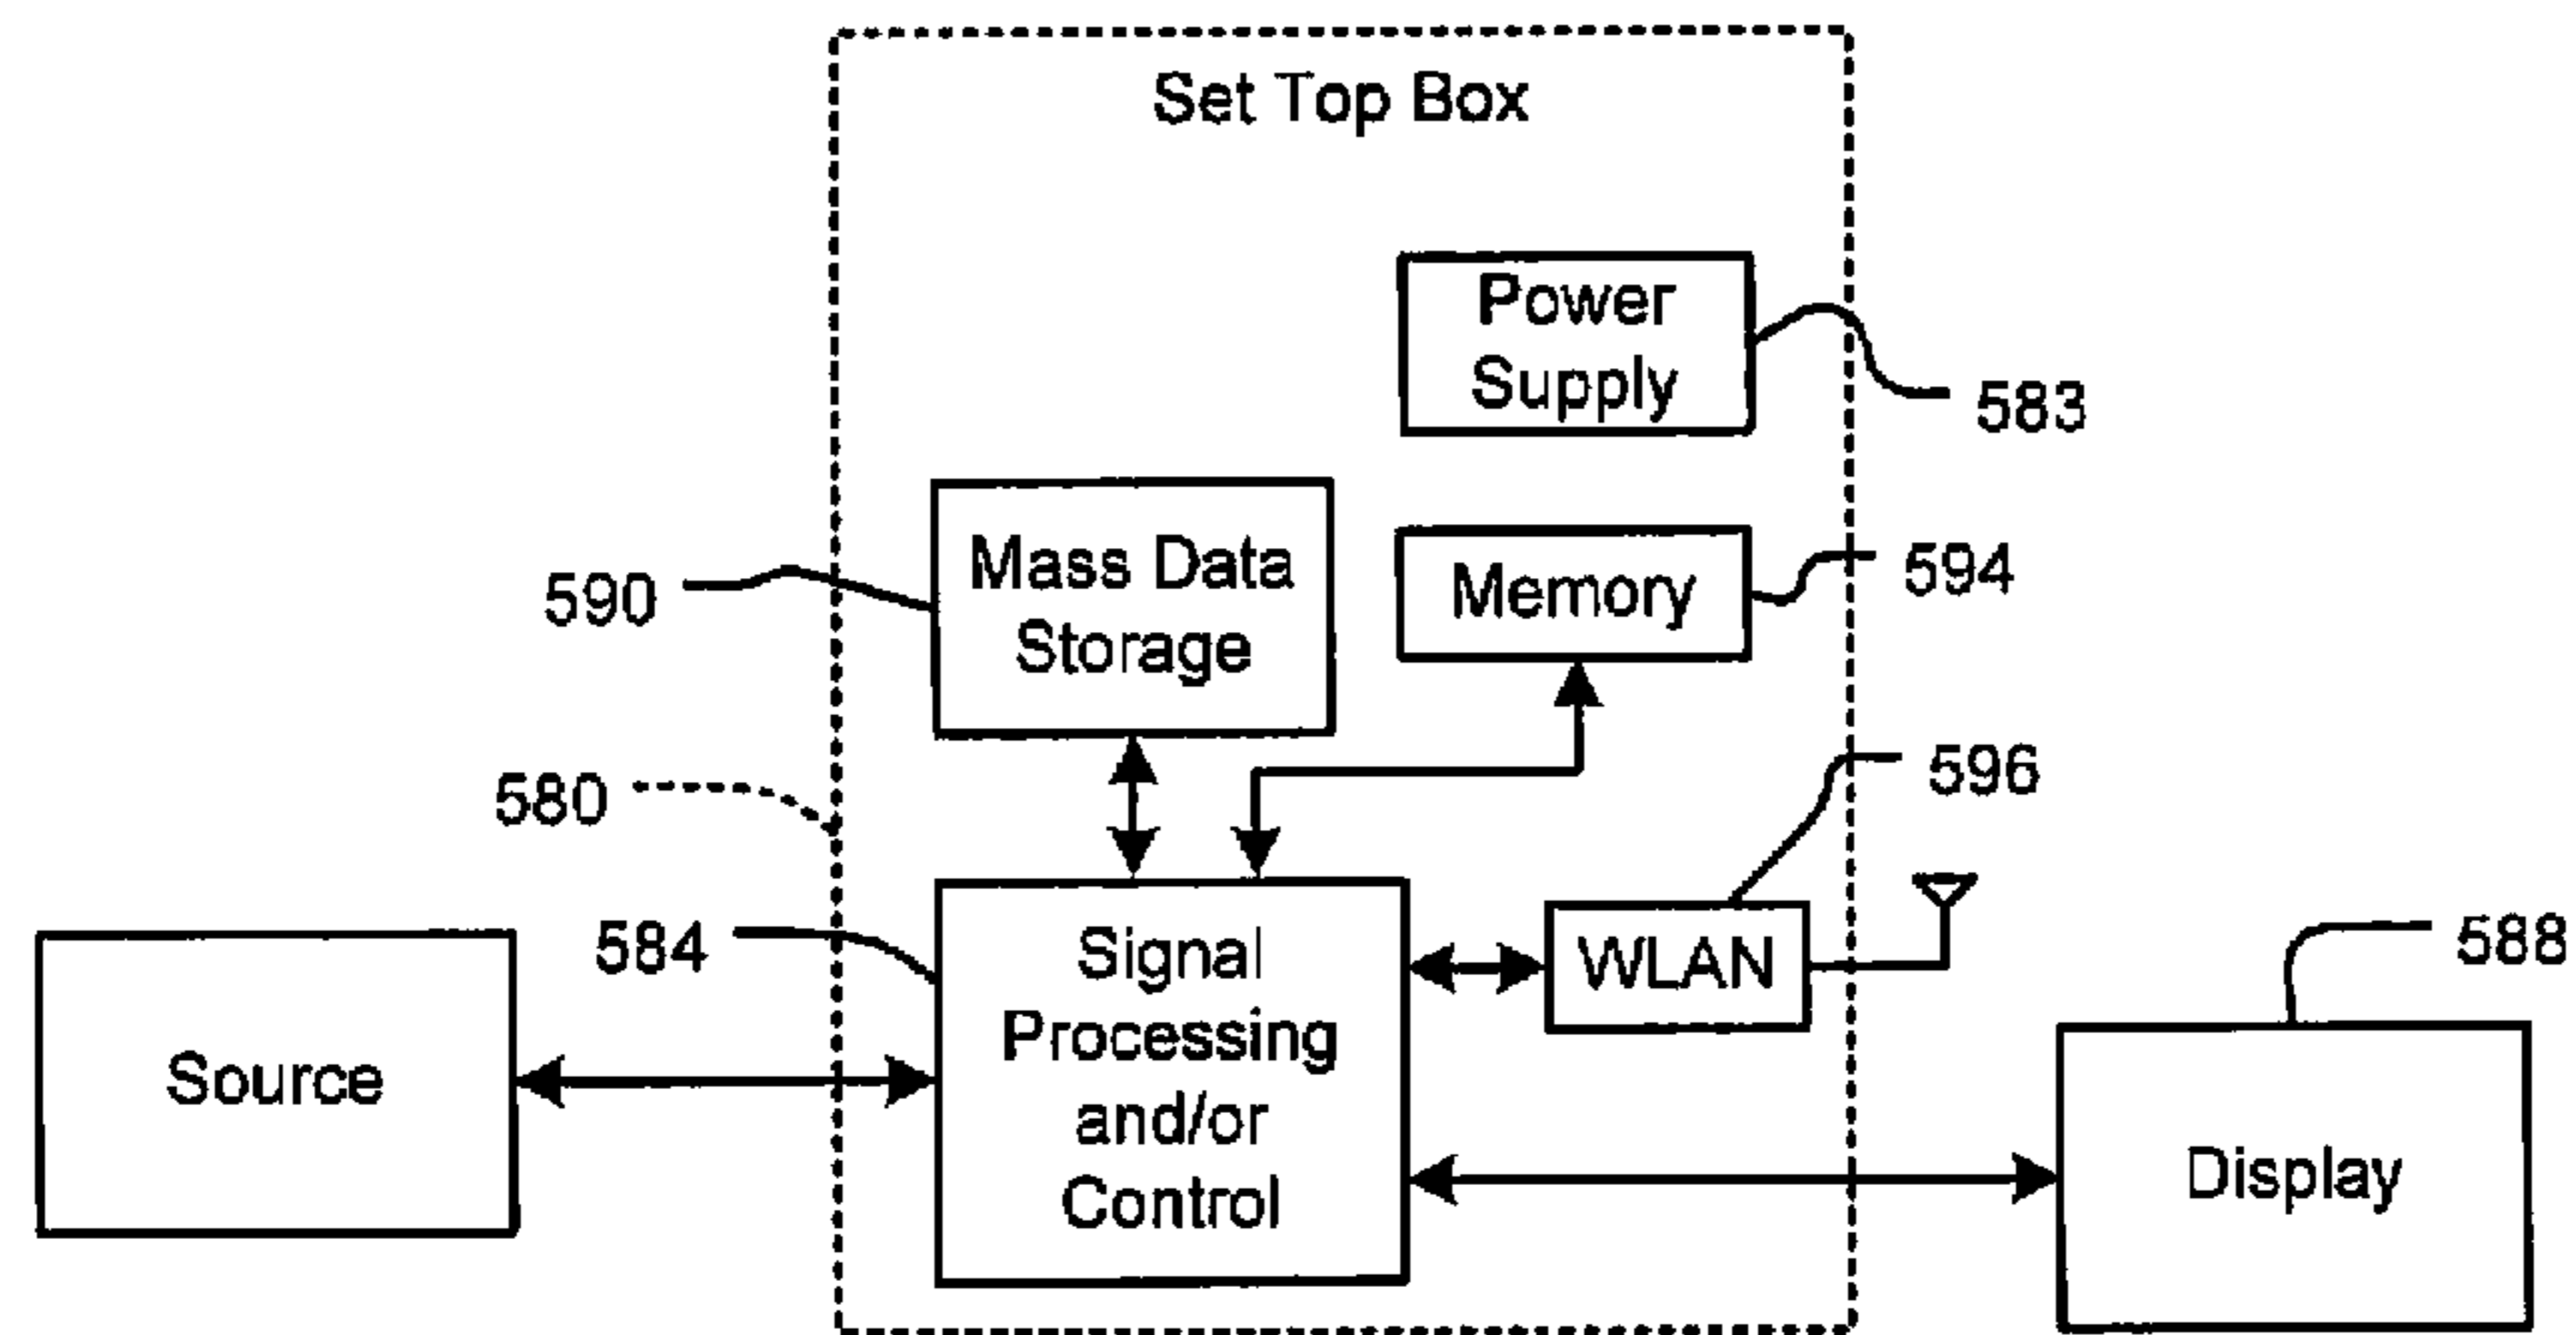 Set Top Box
Power
Supply
583
Mass Data
Storage
590
Memory
594
580
596
584
Signal
Processing
and/or
Control
WLAN
588
Source
Display